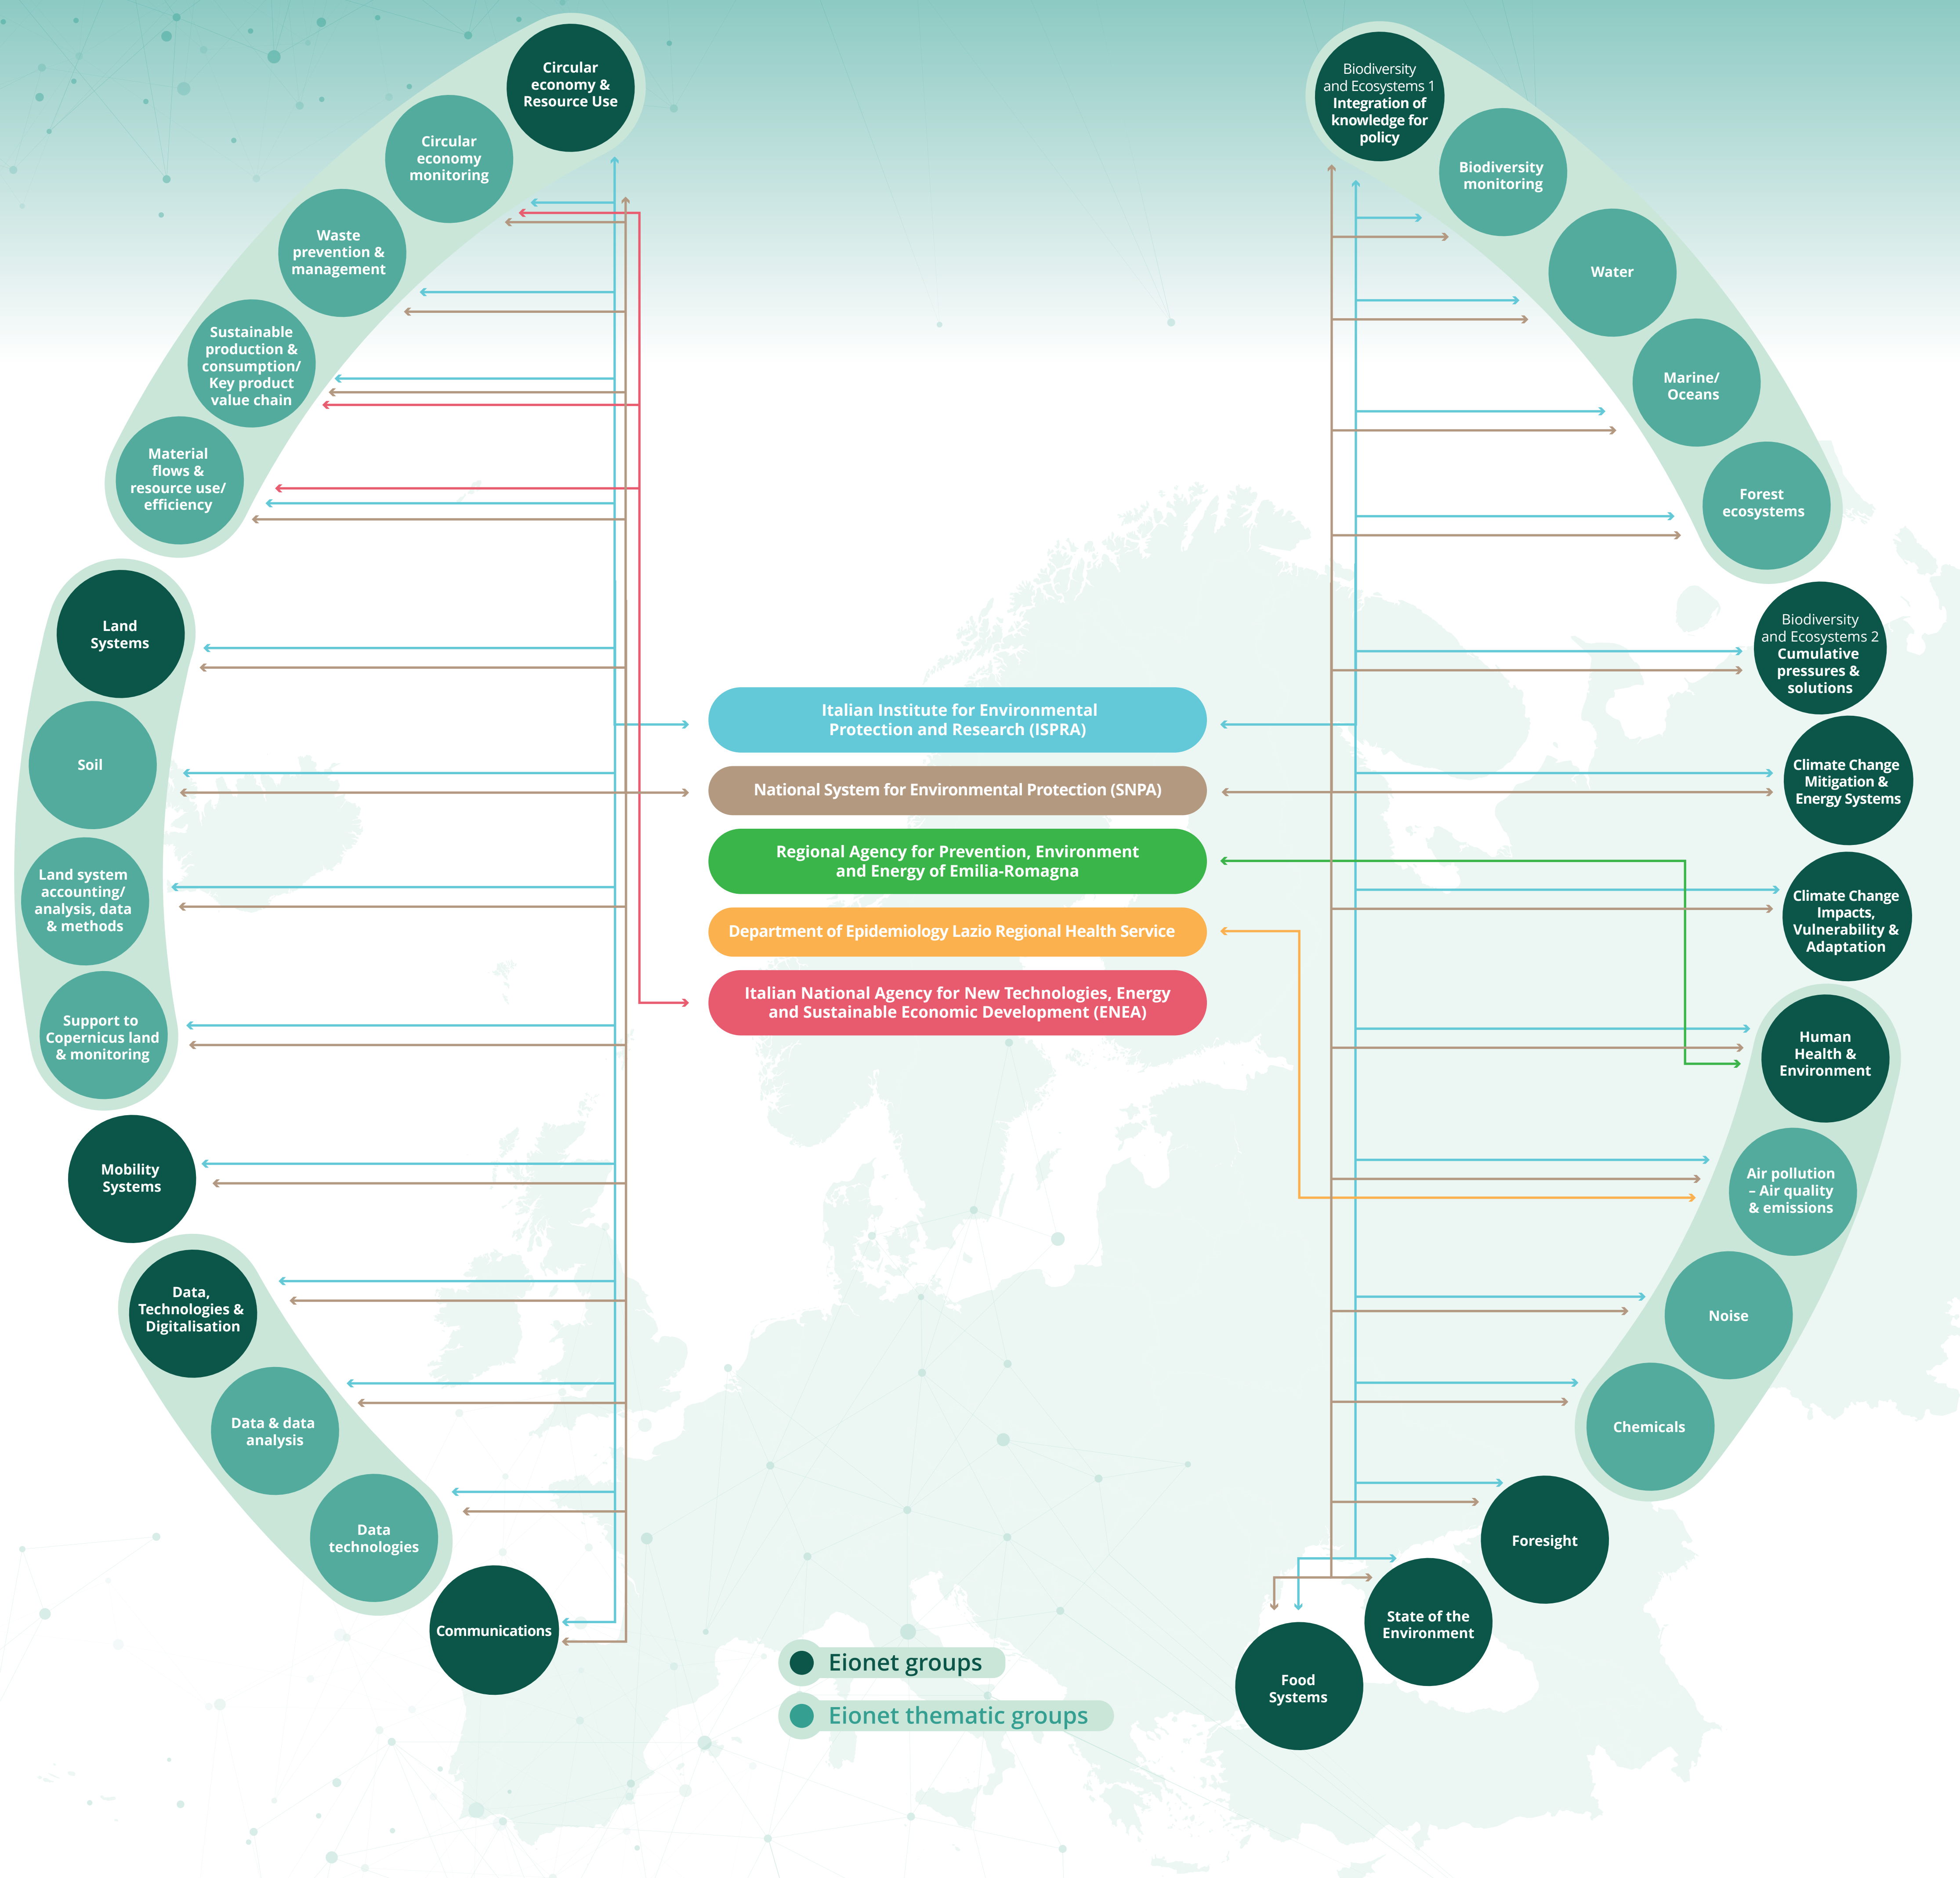 Circular
economy &
Resource Use
Circular
economy
monitoring
Waste
prevention &
management
Sustainable
production &
consumption/
Key product
value chain
Material
flows &
resource use/
efficiency
Land
Systems
Soil
Land system
accounting/
analysis, data
& methods
Support to
Copernicus land
& monitoring
Mobility
Systems
Data,
Technologies &
Digitalisation
Data & data
analysis
Data
technologies
Communications
Italian Institute for Environmental
Protection and Research (ISPRA)
National System for Environmental Protection (SNPA)
Regional Agency for Prevention, Environment
and Energy of Emilia-Romagna
Department of Epidemiology Lazio Regional Health Service
Italian National Agency for New Technologies, Energy
and Sustainable Economic Development (ENEA)
Biodiversity
and Ecosystems 1
Integration of
knowledge for
policy
Biodiversity
monitoring
Water
Marine/
Oceans
Forest
ecosystems
Biodiversity
and Ecosystems 2
Cumulative
pressures &
solutions
Climate Change
Mitigation &
Energy Systems
Climate Change
Impacts,
Vulnerability &
Adaptation
Human
Health &
Environment
Air pollution
– Air quality
& emissions
Noise
Chemicals
Foresight
State of the
Environment
Food
Systems
Eionet groups
Eionet thematic groups